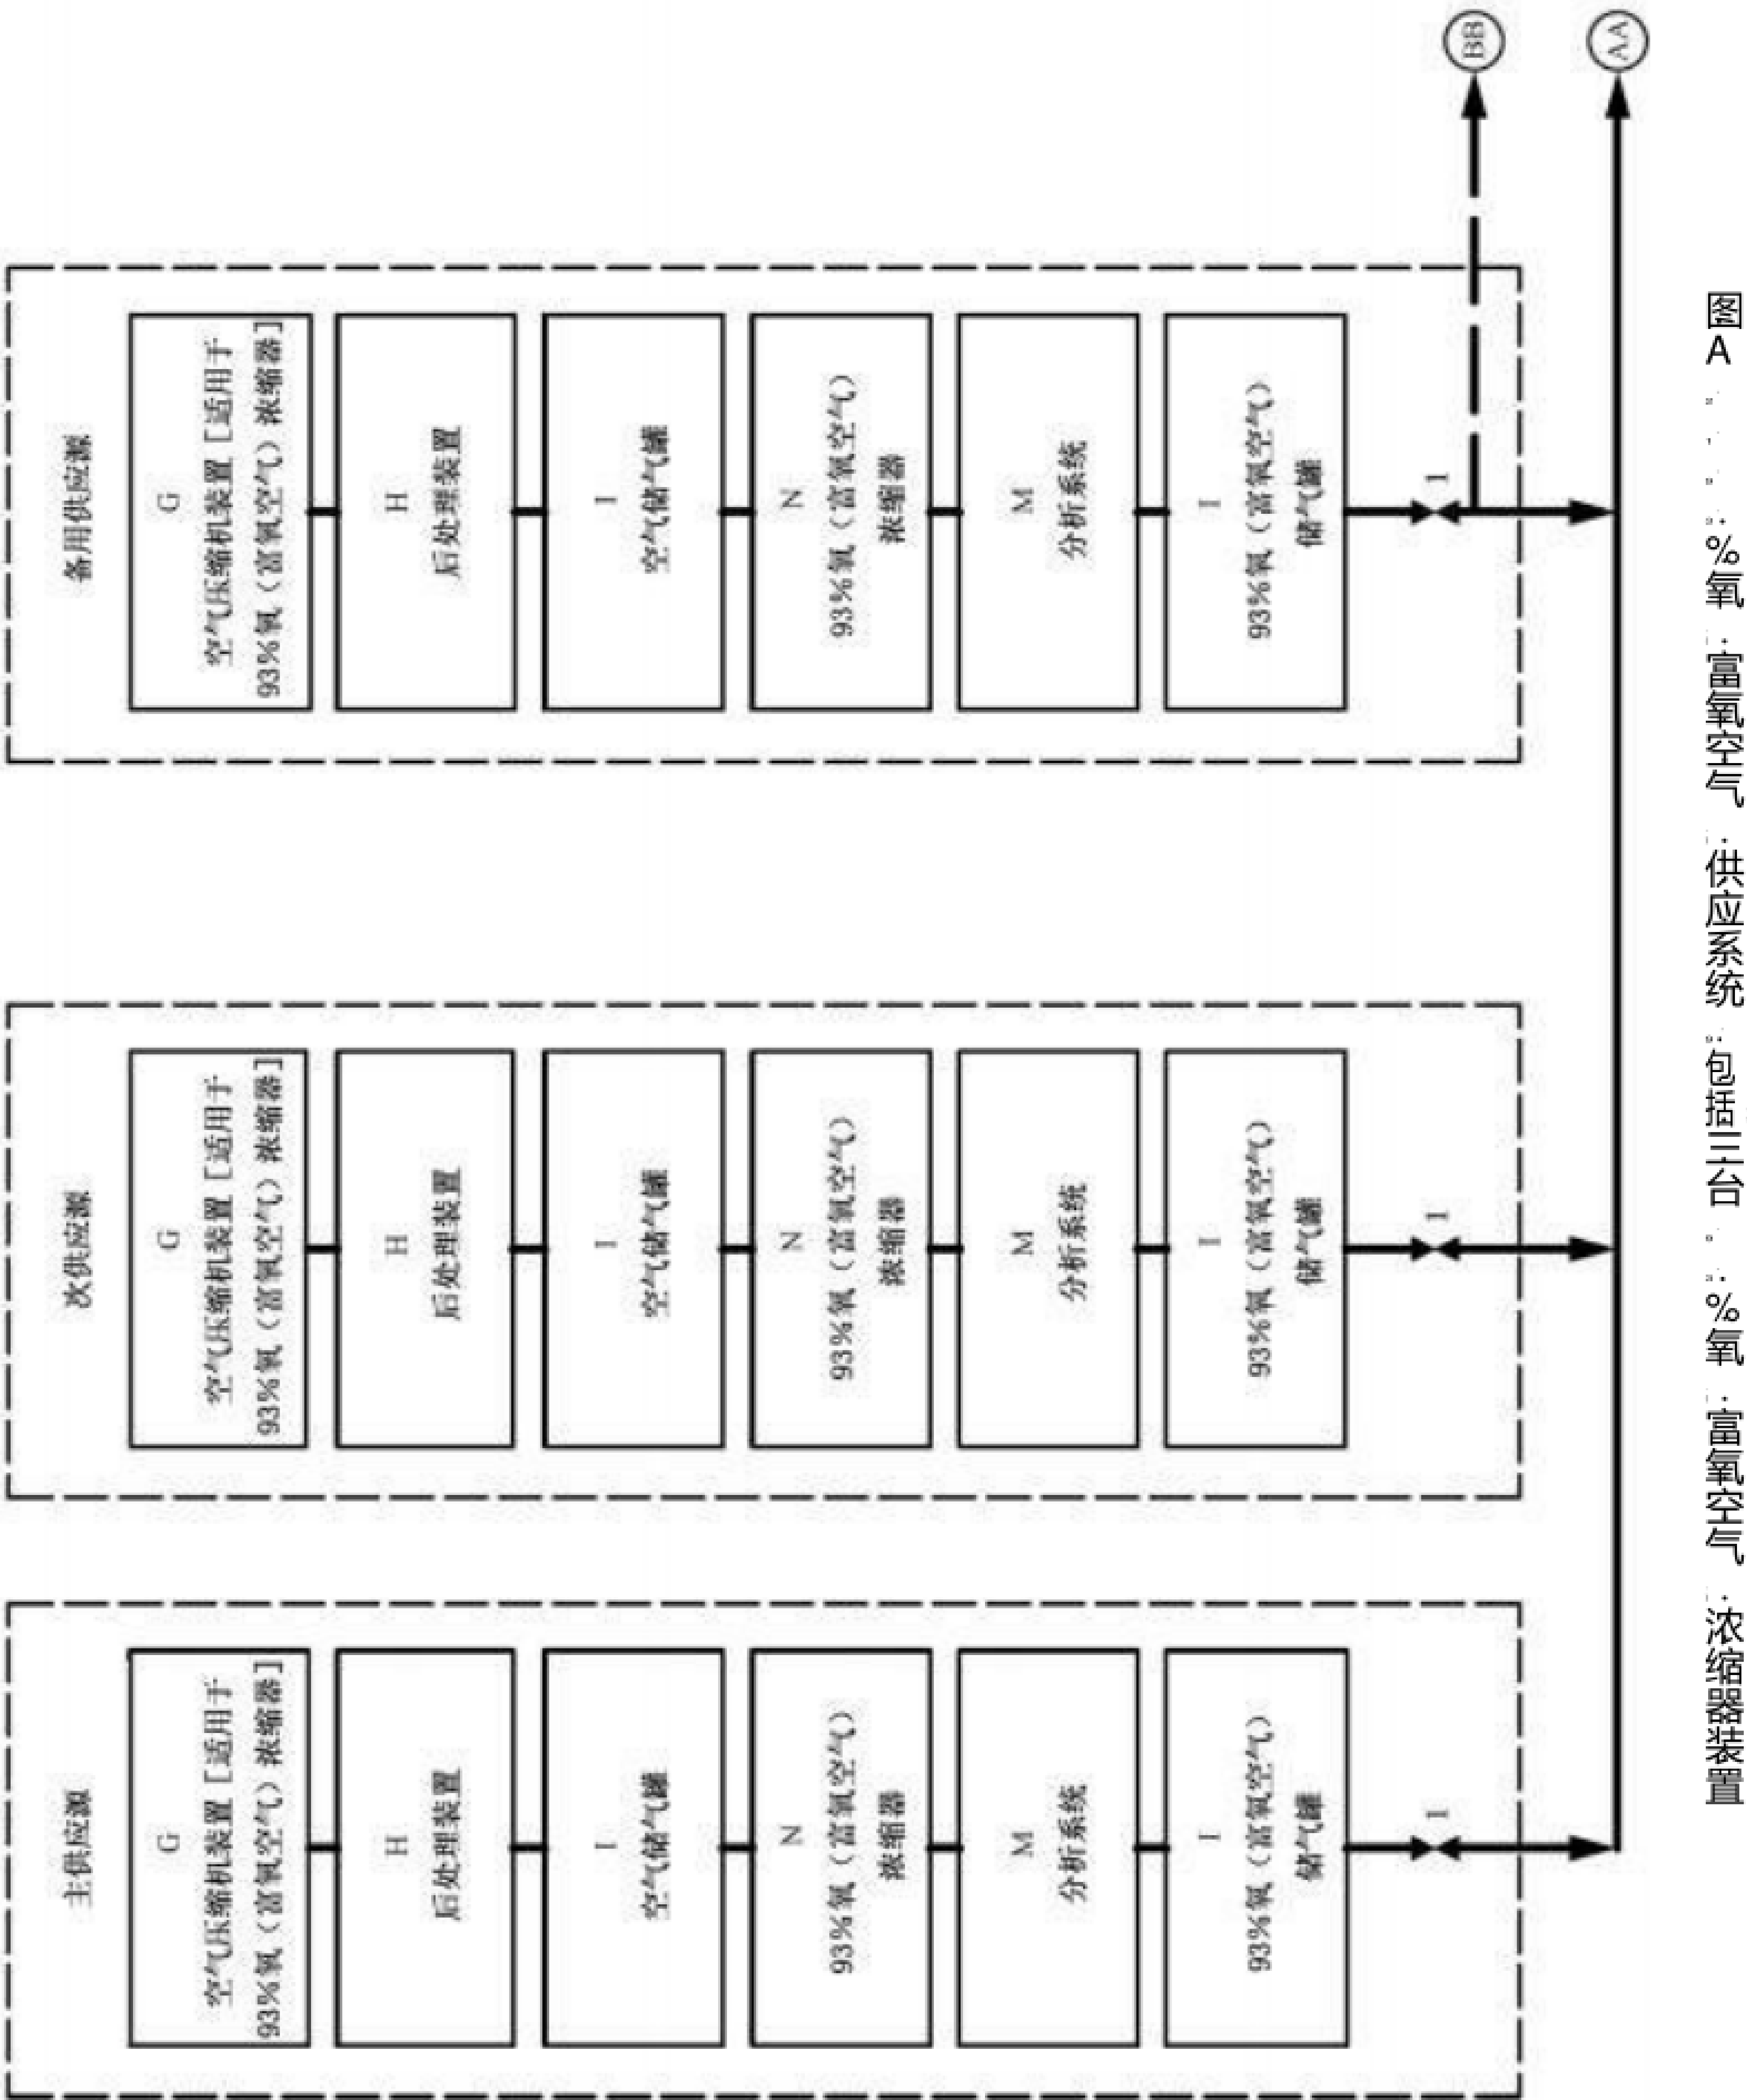 主供应源
G
空气压缩机装置[适用于
93%氧（富氧空气）浓缩器]
H
后处理装置
I
空气储气罐
N
93%氧（富氧空气）
浓缩器
M
分析系统
I
93%氧（富氧空气）
储气罐
1
次供应源
G
空气压缩机装置[适用于
93%氧（富氧空气）浓缩器]
H
后处理装置
I
空气储气罐
N
93%氧（富氧空气）
浓缩器
M
分析系统
I
93%氧（富氧空气）
储气罐
1
备用供应源
G
空气压缩机装置[适用于
93%氧（富氧空气）浓缩器]
H
后处理装置
I
空气储气罐
N
93%氧（富氧空气）
浓缩器
M
分析系统
I
93%氧（富氧空气）
储气罐
1
BB
AA
图A %氧 富氧空气 供应系统 包括三台 %氧 富氧空气 浓缩器装置